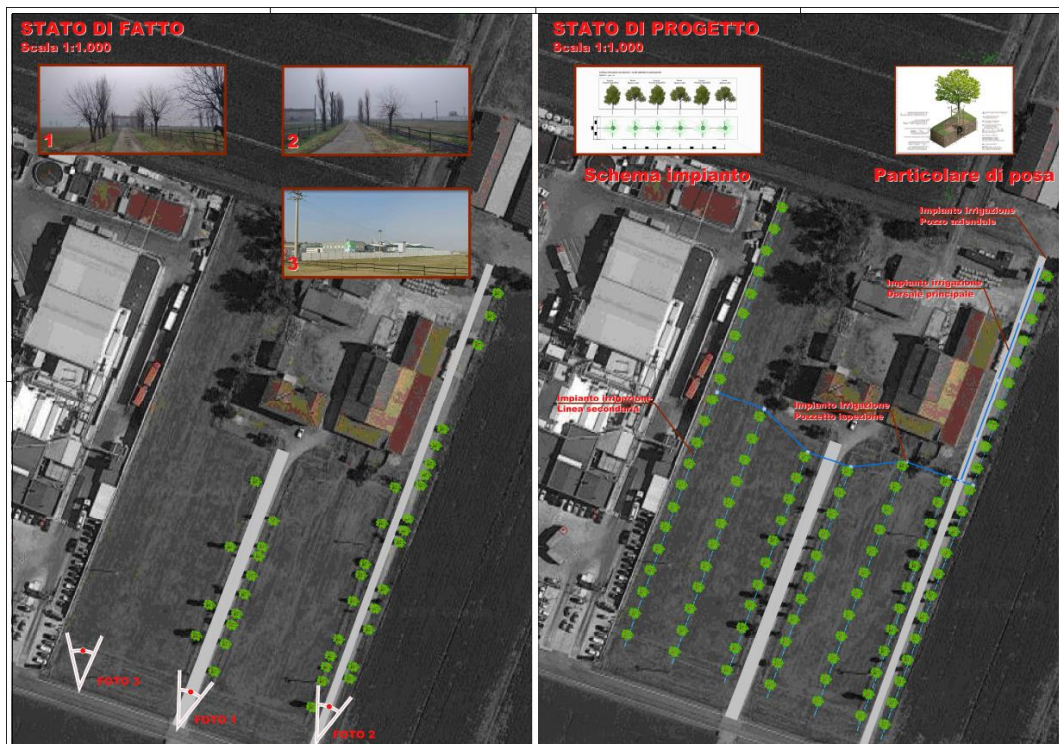 STATO DI FATTO
Scala 1:1.000
1
2
3
FOTO 3
FOTO 1
FOTO 2
STATO DI PROGETTO
Scala 1:1.000
Schema impianto
Particolare di posa
Impianto irrigazione
Pozzo aziendale
Impianto irrigazione
Dorsale principale
Impianto irrigazione
Linea secondaria
Impianto irrigazione
Pozzetto ispezione